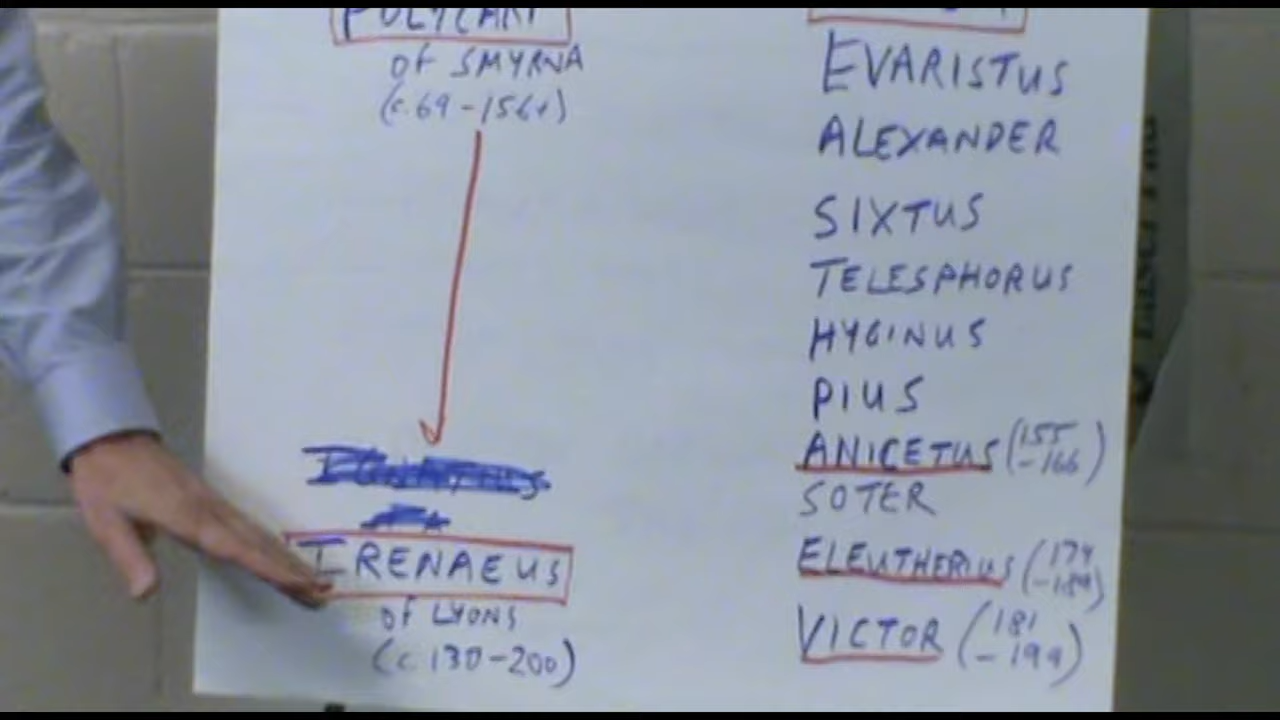 POLYCARP
of SMYRNA
(c.69-156+)
IRENAEUS
of LYONS
(c.130-200)
EVARISTUS
ALEXANDER
SIXTUS
TELESPHORUS
HYGINUS
PIUS
ANICETUS (155
-166)
SOTER
ELEUTHERIUS (174
-189)
VICTOR (181
-199)